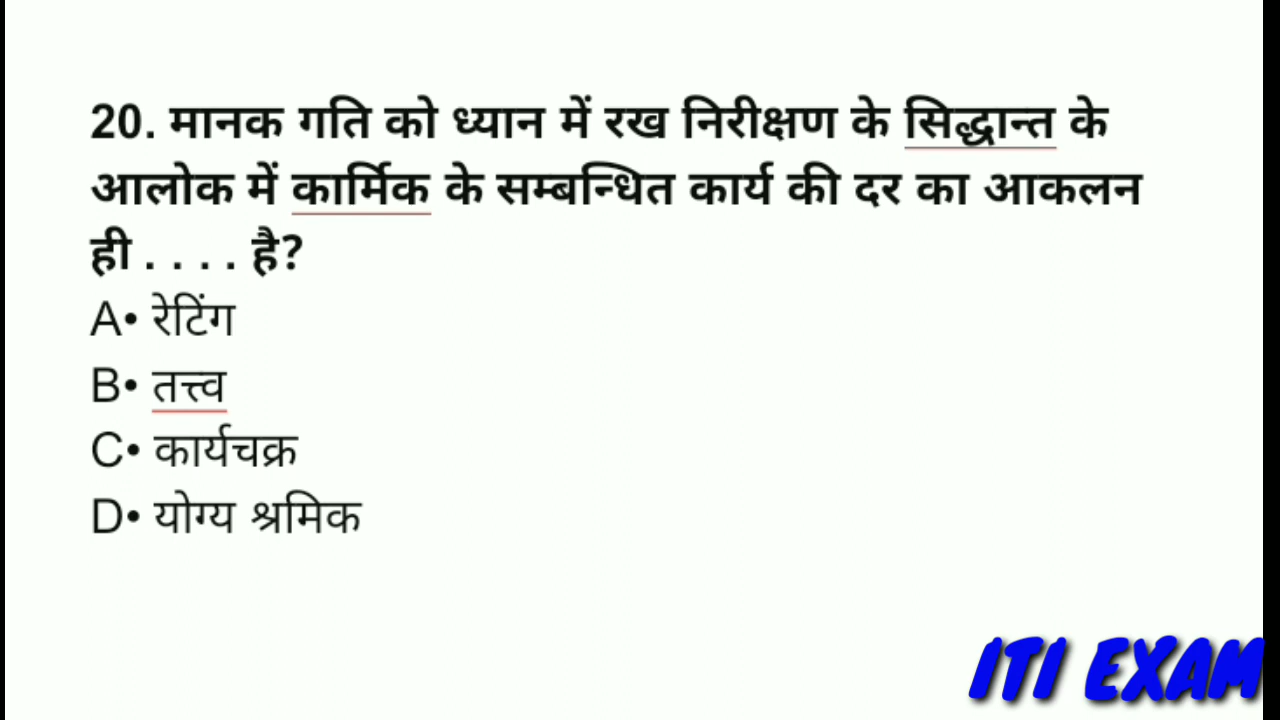 20. मानक गति को ध्यान में रख निरीक्षण के सिद्धान्त के
आलोक में कार्मिक के सम्बन्धित कार्य की दर का आकलन
ही . . . . है?
A• रेटिंग
B• तत्त्व
C• कार्यचक्र
D• योग्य श्रमिक
ITI EXAM